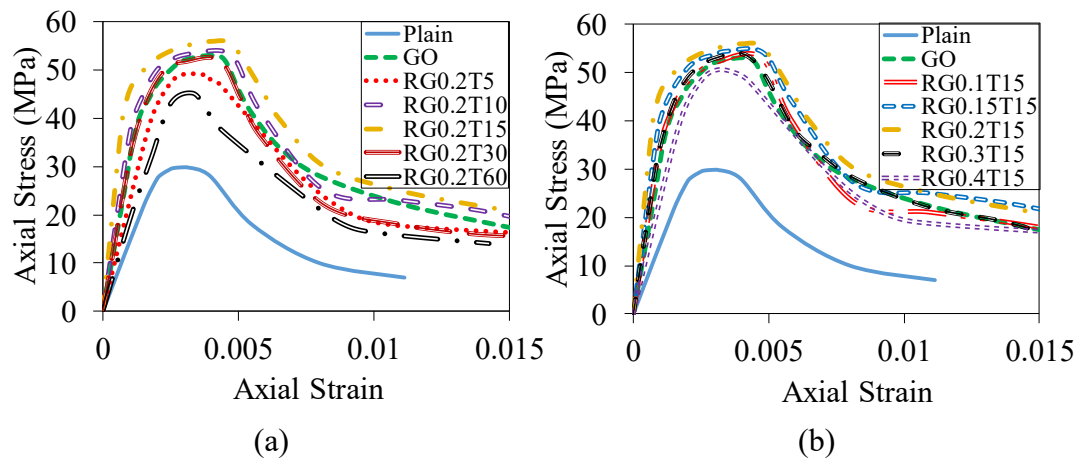 60
50
40
30
20
10
0
Axial Stress (MPa)
Plain
GO
RG0.2T5
RG0.2T10
RG0.2T15
RG0.2T30
RG0.2T60
0 0.005 0.01 0.015
Axial Strain
(a)
60
50
40
30
20
10
0
Axial Stress (MPa)
Plain
GO
RG0.1T15
RG0.15T15
RG0.2T15
RG0.3T15
RG0.4T15
0 0.005 0.01 0.015
Axial Strain
(b)